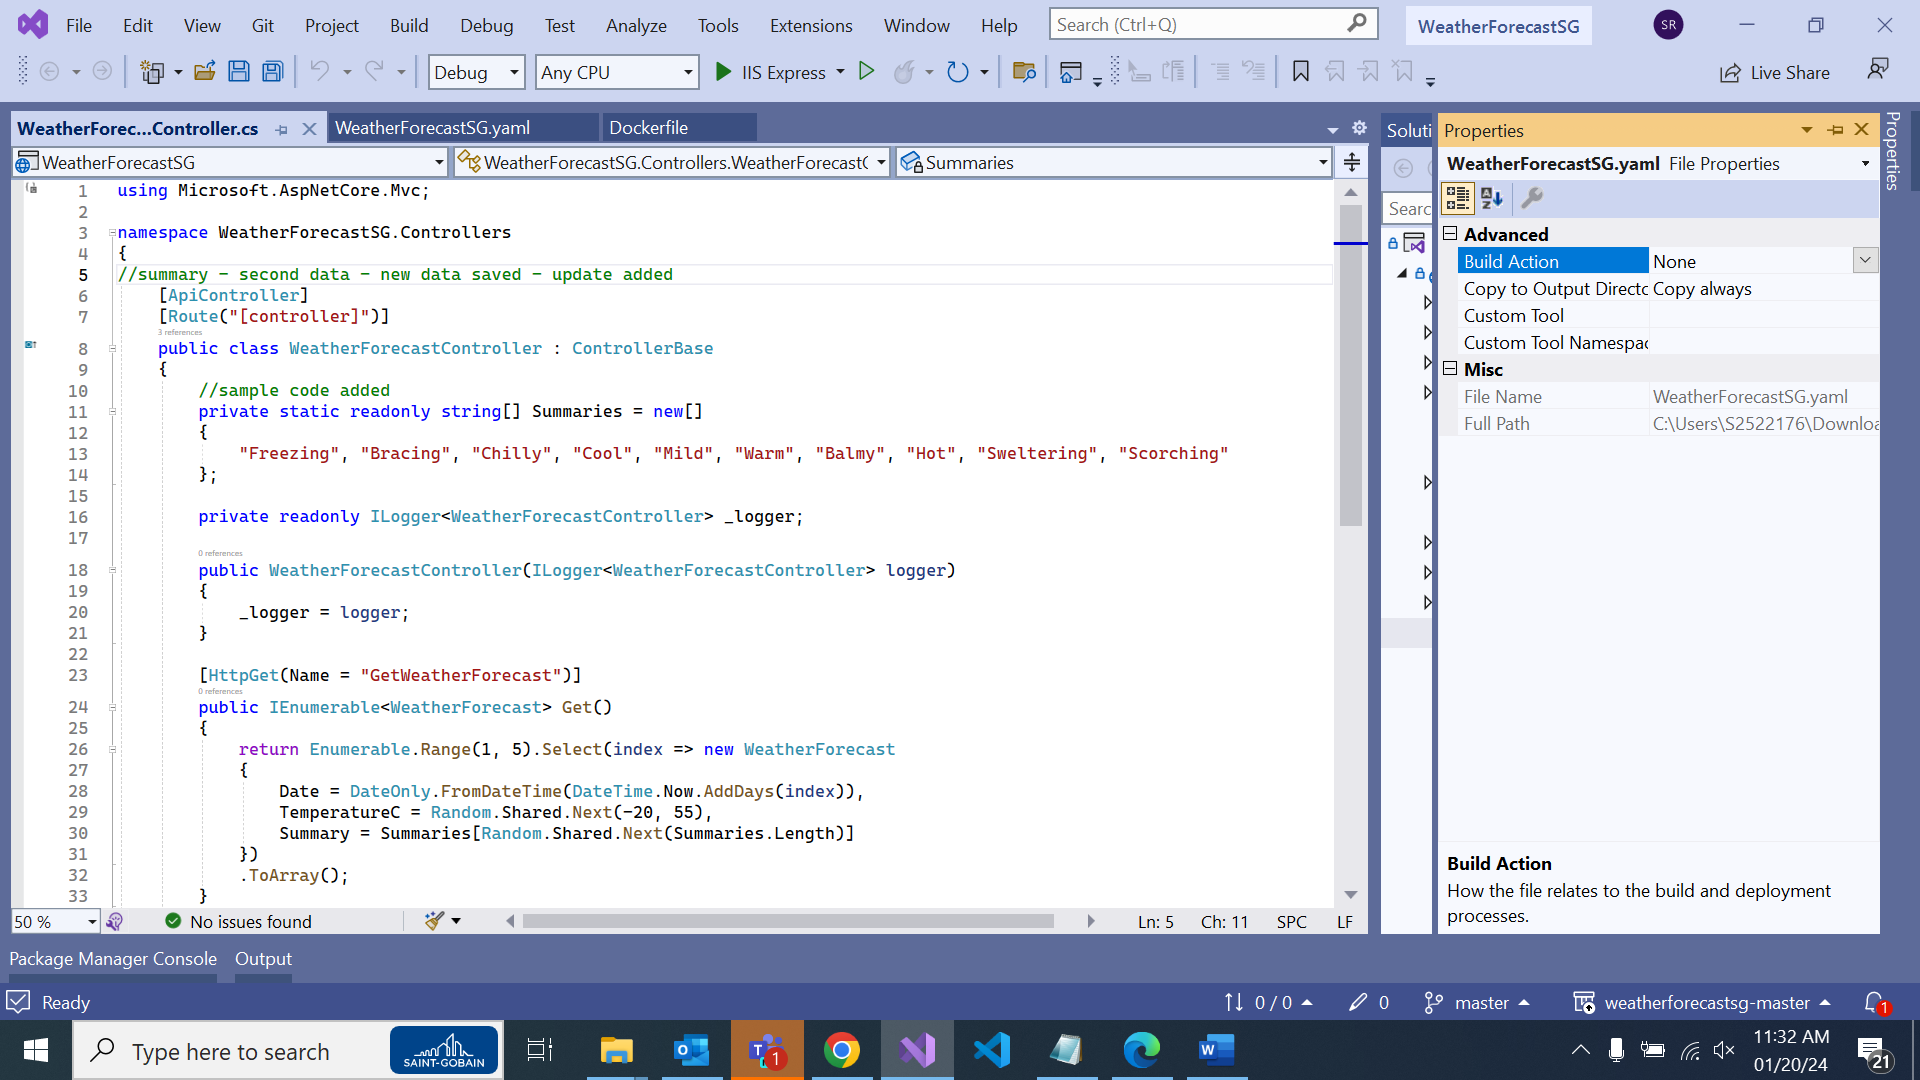 File Edit View Git Project Build Debug Test Analyze Tools Extensions Window Help Search (Ctrl+Q) WeatherForecastSG SR
Debug Any CPU IIS Express Live Share
WeatherForec...Controller.cs WeatherForecastSG.yaml Dockerfile
WeatherForecastSG WeatherForecastSG.Controllers.WeatherForecast( Summaries
1 using Microsoft.AspNetCore.Mvc;
2
3 namespace WeatherForecastSG.Controllers
4 {
5 //summary - second data - new data saved - update added
6 [ApiController]
7 [Route("[controller]")]
3 references
8 public class WeatherForecastController : ControllerBase
9 {
10 //sample code added
11 private static readonly string[] Summaries = new[]
12 {
13 "Freezing", "Bracing", "Chilly", "Cool", "Mild", "Warm", "Balmy", "Hot", "Sweltering", "Scorching"
14 };
15
16 private readonly ILogger<WeatherForecastController> _logger;
17
0 references
18 public WeatherForecastController(ILogger<WeatherForecastController> logger)
19 {
20 _logger = logger;
21 }
22
23 [HttpGet(Name = "GetWeatherForecast")]
0 references
24 public IEnumerable<WeatherForecast> Get()
25 {
26 return Enumerable.Range(1, 5).Select(index => new WeatherForecast
27 {
28 Date = DateOnly.FromDateTime(DateTime.Now.AddDays(index)),
29 TemperatureC = Random.Shared.Next(-20, 55),
30 Summary = Summaries[Random.Shared.Next(Summaries.Length)]
31 })
32 .ToArray();
33 }
50 % No issues found Ln: 5 Ch: 11 SPC LF
Soluti
Searc
Properties
WeatherForecastSG.yaml File Properties
Advanced
Build Action None
Copy to Output Directo Copy always
Custom Tool
Custom Tool Namespac
Misc
File Name WeatherForecastSG.yaml
Full Path C:\Users\S2522176\Downloa
Build Action
How the file relates to the build and deployment
processes.
Properties
Package Manager Console Output
Ready 0 / 0 0 master weatherforecastsg-master 1
Type here to search SAINT-GOBAIN 1 11:32 AM
01/20/24 21